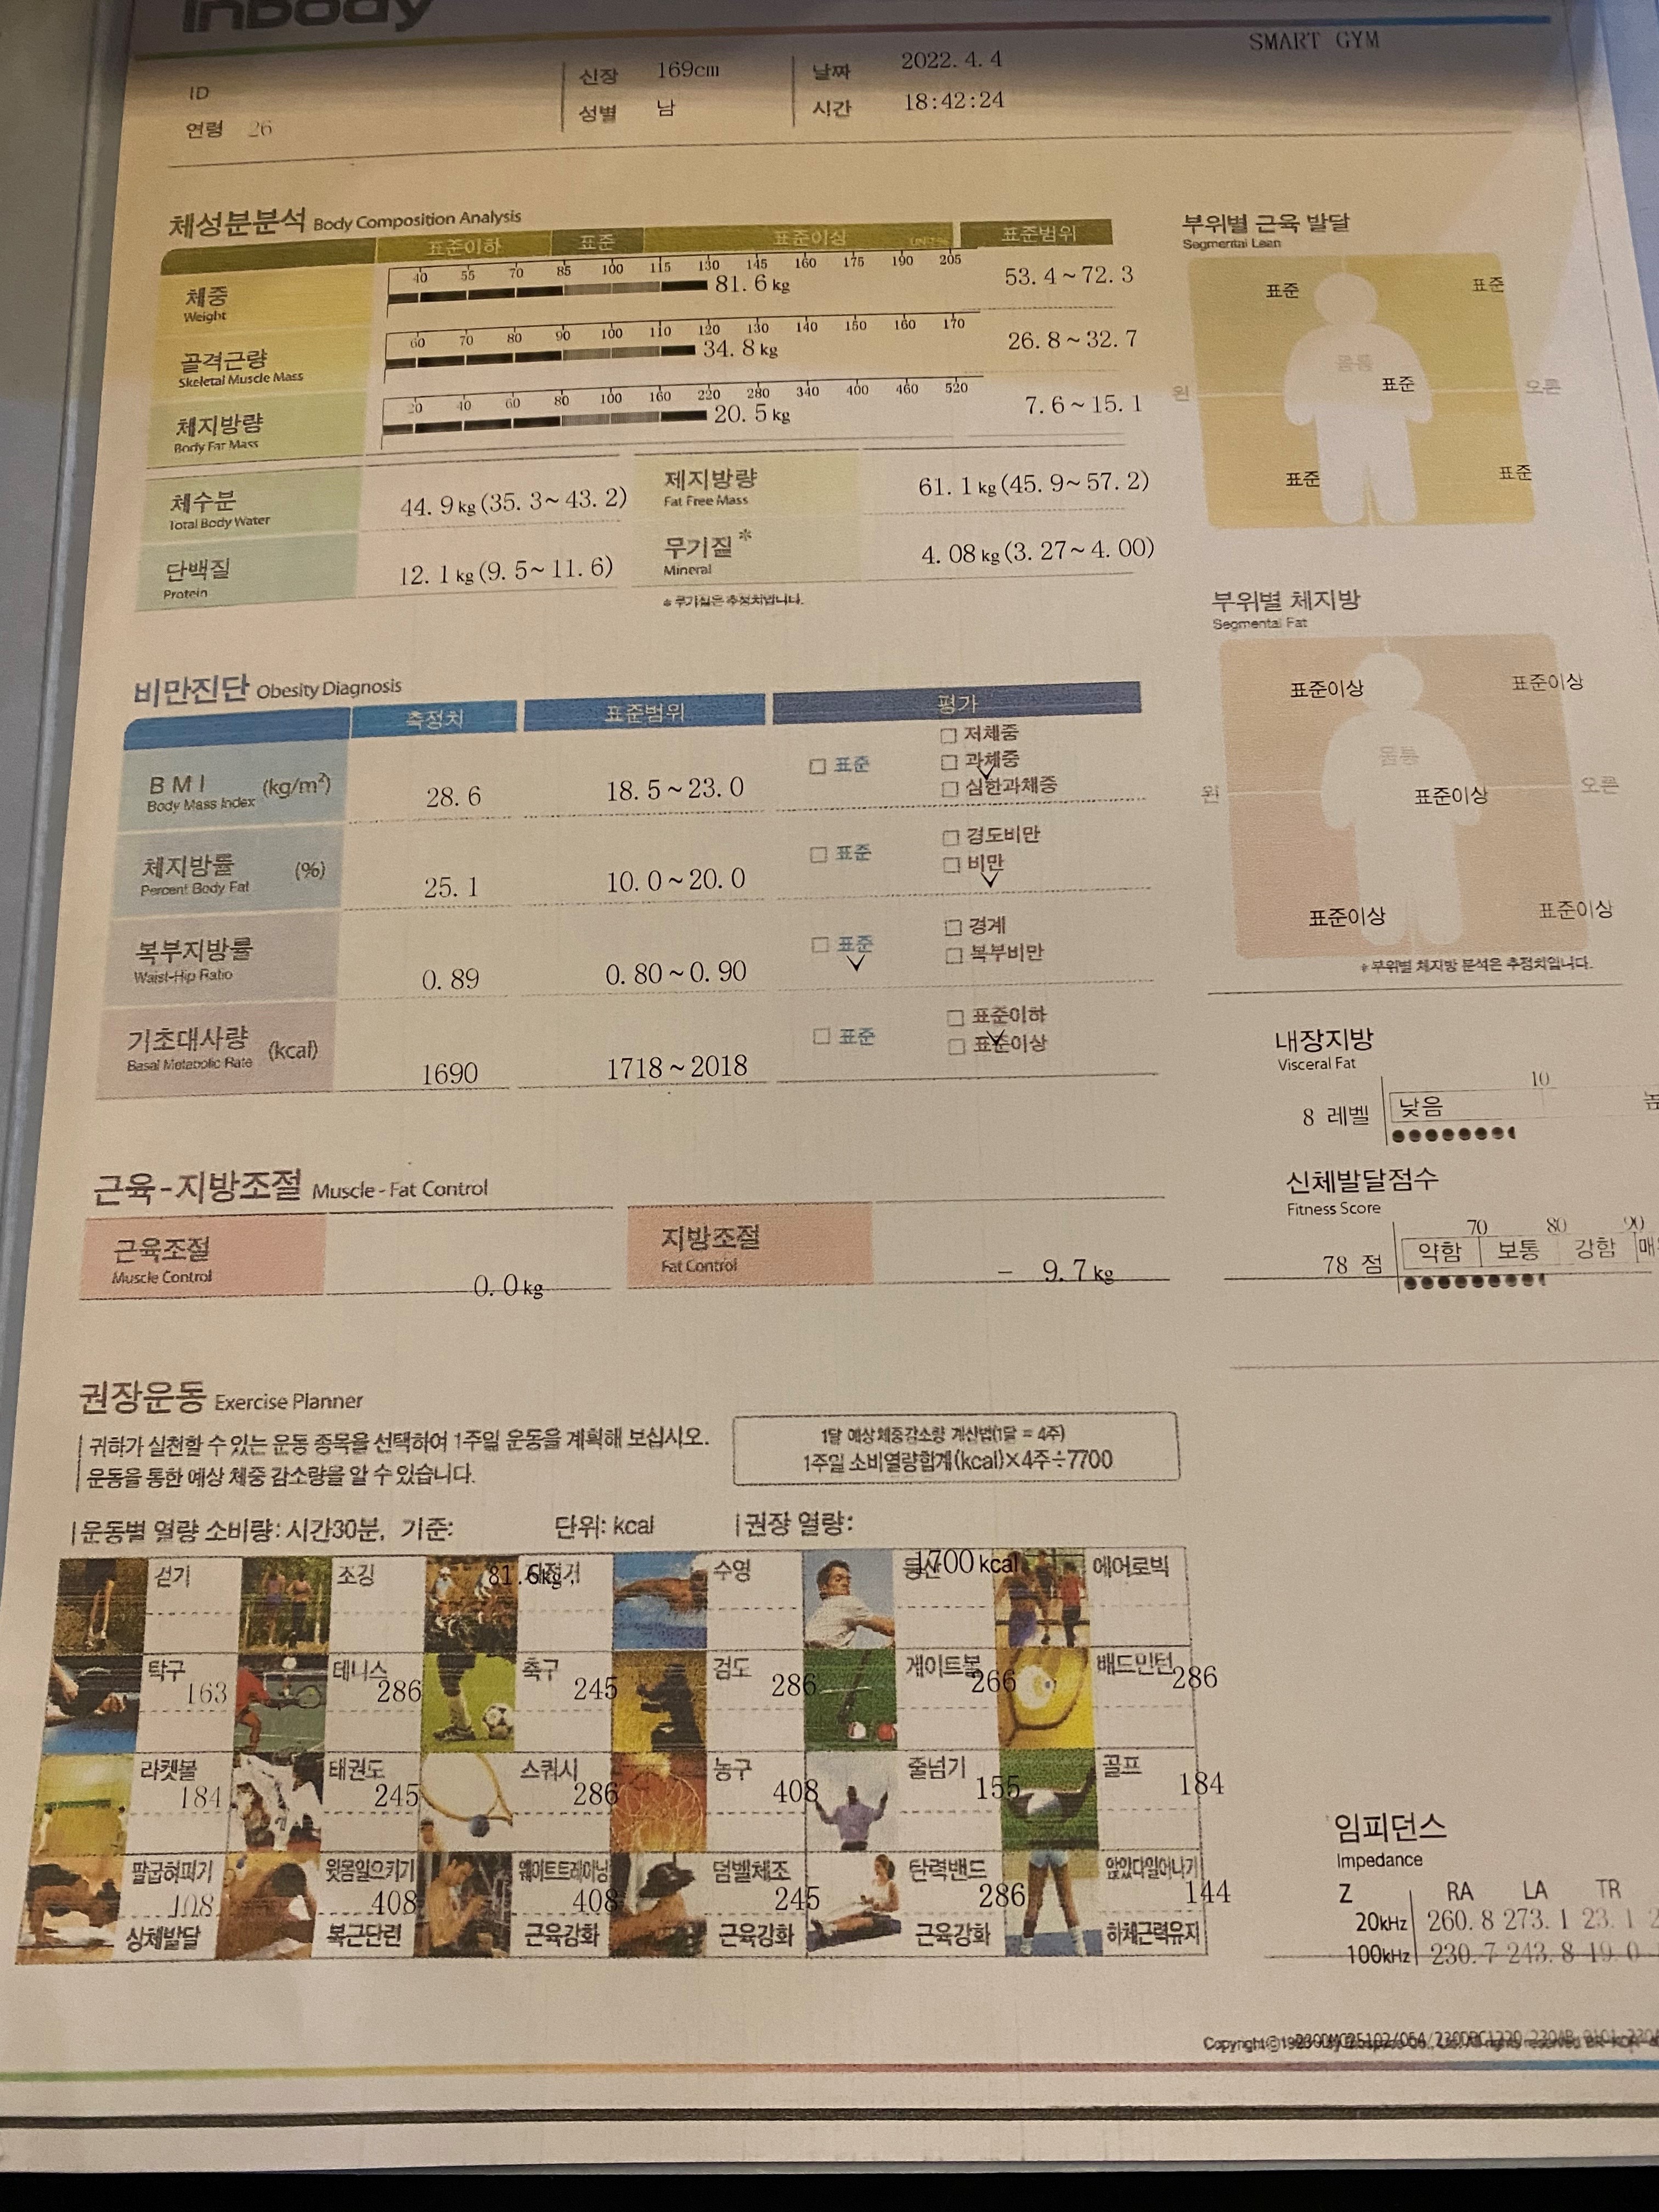 InBody
SMART GYM
ID
신장 169cm
날짜 2022. 4. 4
연령 26
성별 남
시간 18:42:24
체성분분석 Body Composition Analysis
표준이하 표준 표준이상 표준범위
40 55 70 85 100 115 130 145 160 175 190 205
체중
Weight
81. 6 kg
53. 4~72. 3
60 70 80 90 100 110 120 130 140 150 160 170
골격근량
Skeletal Muscle Mass
34. 8 kg
26. 8~32. 7
20 40 60 80 100 160 220 280 340 400 460 520
체지방량
Body Fat Mass
20. 5 kg
7. 6~15. 1
체수분
Total Body Water
44. 9 kg (35. 3~43. 2)
제지방량
Fat Free Mass
61. 1 kg (45. 9~57. 2)
단백질
Protein
12. 1 kg (9. 5~11. 6)
무기질*
Mineral
4. 08 kg (3. 27~4. 00)
* 무기질은 추정치입니다.
부위별 근육 발달
Segmental Lean
표준 표준
몸통
표준
왼 오른
표준 표준
부위별 체지방
Segmental Fat
표준이상 표준이상
몸통
표준이상
왼 오른
표준이상 표준이상
* 부위별 체지방 분석은 추정치입니다.
비만진단 Obesity Diagnosis
측정치 표준범위 평가
BMI (kg/m²)
Body Mass Index
28. 6
18. 5~23. 0
□ 표준
□ 저체중
□ 과체중
□ 심한과체중
체지방률 (%)
Percent Body Fat
25. 1
10. 0~20. 0
□ 표준
□ 경도비만
□ 비만
복부지방률
Waist-Hip Ratio
0. 89
0. 80~0. 90
□ 표준
□ 경계
□ 복부비만
기초대사량 (kcal)
Basal Metabolic Rate
1690
1718~2018
□ 표준
□ 표준이하
□ 표준이상
내장지방
Visceral Fat
10
8 레벨 낮음
신체발달점수
Fitness Score
70 80 90
78 점 약함 보통 강함
근육-지방조절 Muscle - Fat Control
근육조절
Muscle Control
0. 0 kg
지방조절
Fat Control
- 9. 7 kg
권장운동 Exercise Planner
귀하가 실천할 수 있는 운동 종목을 선택하여 1주일 운동을 계획해 보십시오.
운동을 통한 예상 체중 감소량을 알 수 있습니다.
1달 예상체중감소량 계산법(1달 = 4주)
1주일 소비열량합계(kcal)×4주÷7700
운동별 열량 소비량: 시간30분, 기준: 단위: kcal 권장 열량:
81. 6kg, 1700 kcal
걷기 조깅 자전거 수영 등산 에어로빅
탁구 테니스 축구 검도 게이트볼 배드민턴
163 286 245 286 266 286
라켓볼 태권도 스쿼시 농구 줄넘기 골프
184 245 286 408 155 184
팔굽혀펴기 윗몸일으키기 웨이트트레이닝 덤벨체조 탄력밴드 앉았다일어나기
408 408 245 286 144
상체발달 복근단련 근육강화 근육강화 근육강화 하체근력유지
임피던스
Impedance
Z RA LA TR
20kHz 260. 8 273. 1 23. 1
100kHz 230. 7 243. 8 19. 0